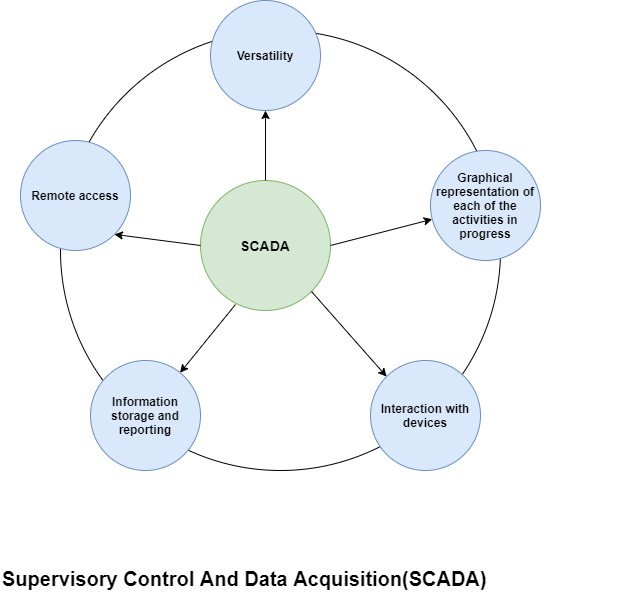 Versatility
Remote access
Graphical
representation of
each of the
activities in
progress
SCADA
Information
storage and
reporting
Interaction with
devices
Supervisory Control And Data Acquisition(SCADA)